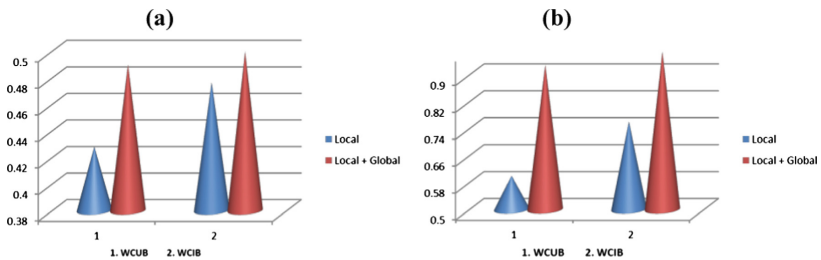 (a)
0.5
0.48
0.46
0.44
0.42
0.4
0.38
1
2
1. WCUB 2. WCIB
Local
Local + Global
(b)
0.9
0.82
0.74
0.66
0.58
0.5
1
2
1. WCUB 2. WCIB
Local
Local + Global